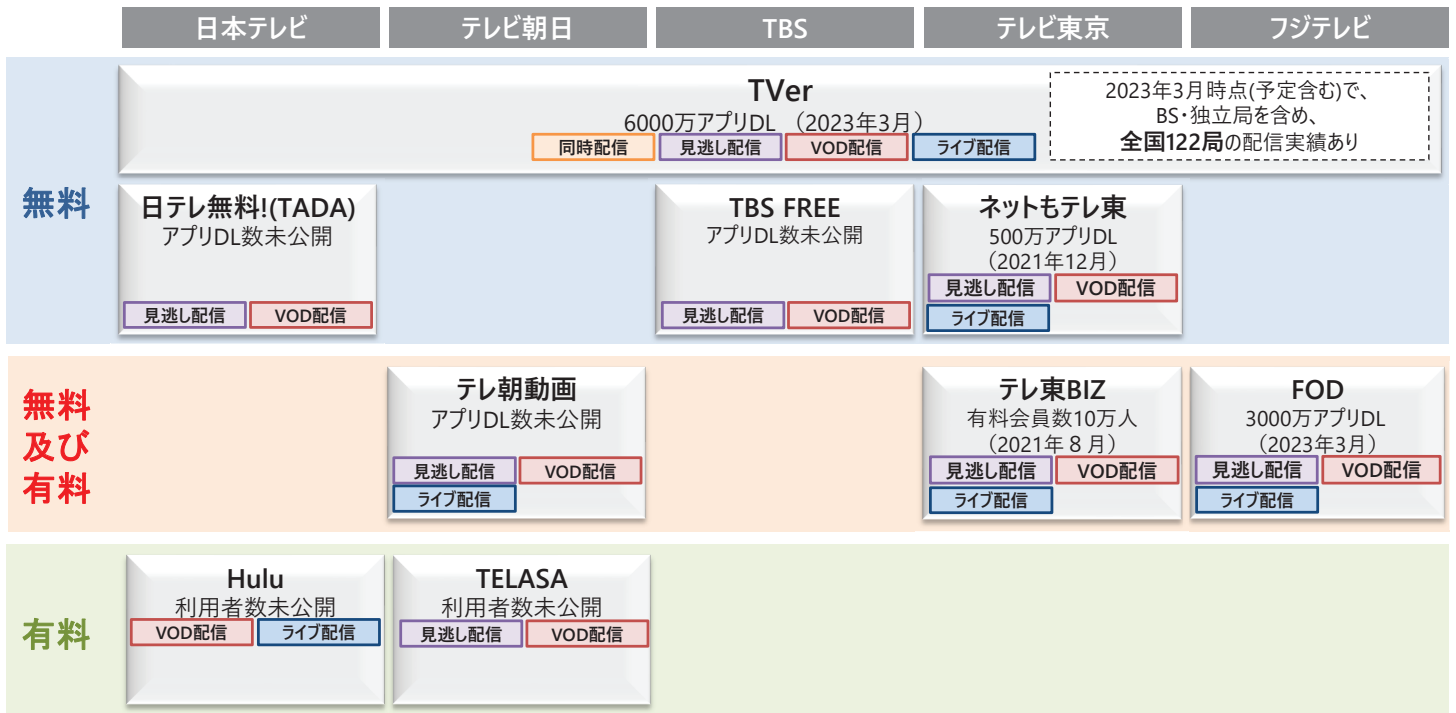 日本テレビ
テレビ朝日
TBS
テレビ東京
フジテレビ
無料
TVer
6000万アプリDL （2023年3月）
同時配信
見逃し配信
VOD配信
ライブ配信
2023年3月時点(予定含む)で、
BS・独立局を含め、
全国122局の配信実績あり
日テレ無料!(TADA)
アプリDL数未公開
見逃し配信
VOD配信
TBS FREE
アプリDL数未公開
見逃し配信
VOD配信
ネットもテレ東
500万アプリDL
（2021年12月）
見逃し配信
VOD配信
ライブ配信
無料
及び
有料
テレ朝動画
アプリDL数未公開
見逃し配信
VOD配信
ライブ配信
テレ東BIZ
有料会員数10万人
（2021年８月）
見逃し配信
VOD配信
ライブ配信
FOD
3000万アプリDL
（2023年3月）
見逃し配信
VOD配信
ライブ配信
有料
Hulu
利用者数未公開
VOD配信
ライブ配信
TELASA
利用者数未公開
見逃し配信
VOD配信